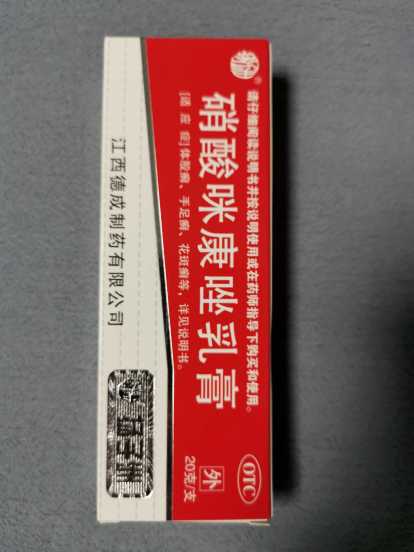 请仔细阅读说明书并按说明使用或在药师指导下购买和使用。
硝酸咪康唑乳膏
[适应症]体股癣、手足癣、花斑癣等，详见说明书。
外
OTC
20克/支
江西德成制药有限公司